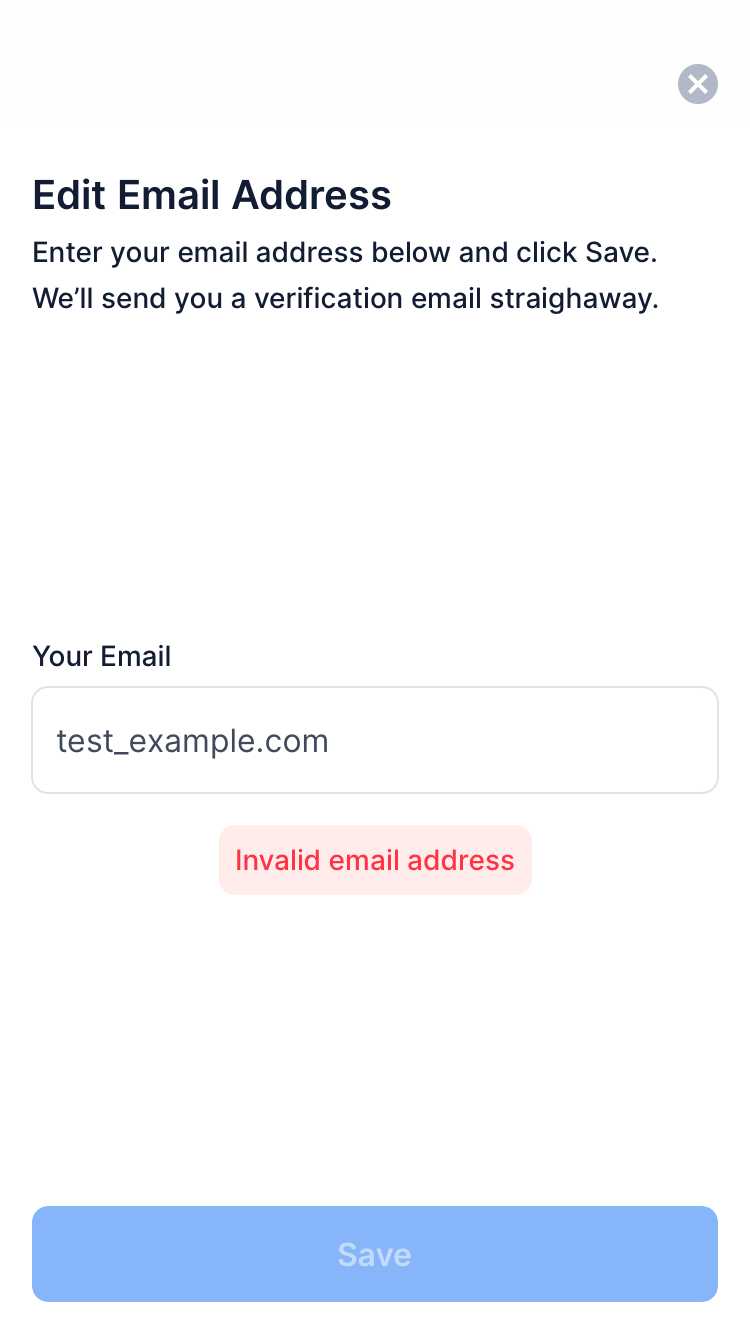 Edit Email Address
Enter your email address below and click Save.
We’ll send you a verification email straighaway.
Your Email
test_example.com
Invalid email address
Save